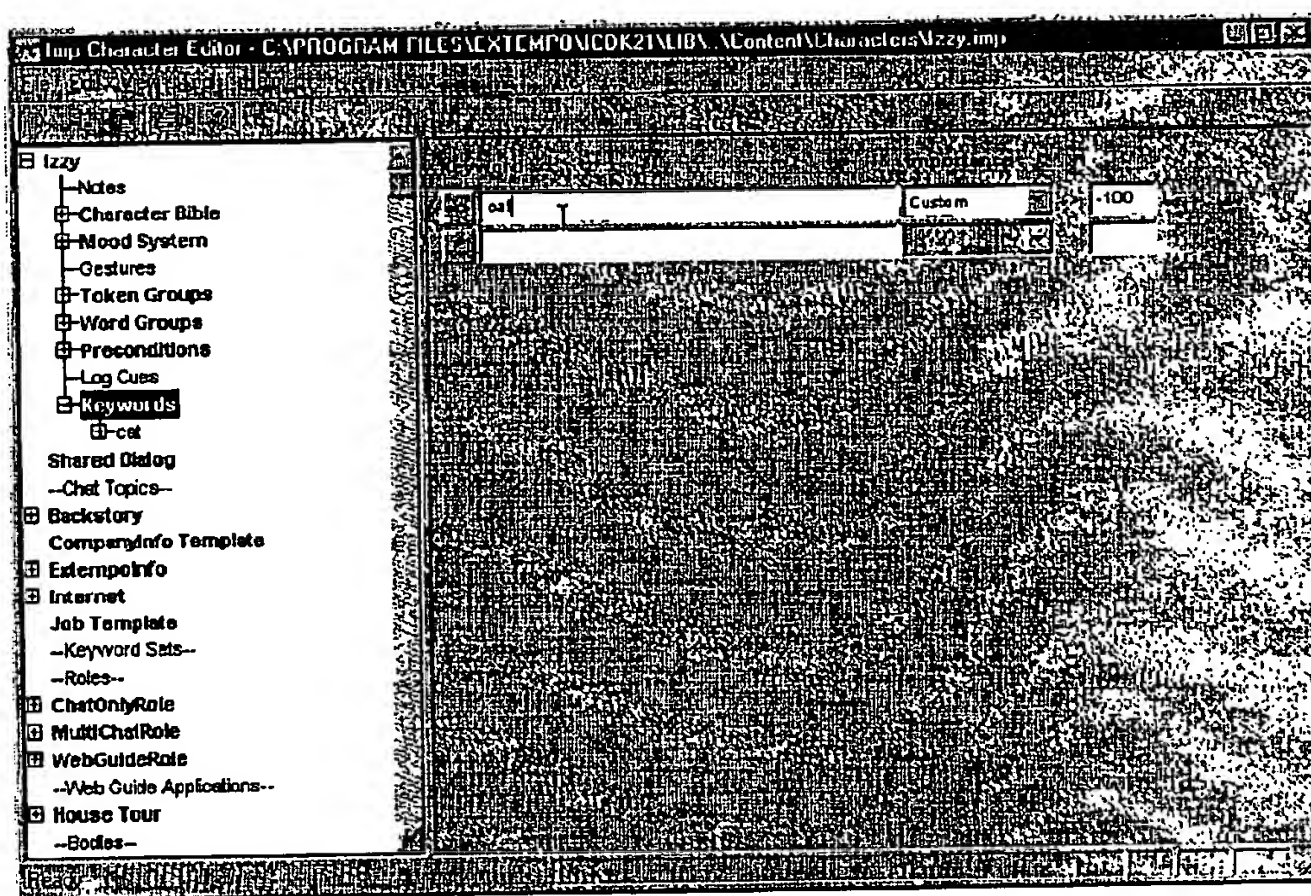 Imp Character Editor - C:\PROGRAM FILES\EXTEMPO\ICDK21\LIB\..\Content\Characters\Izzy.imp
Izzy
Notes
Character Bible
Mood System
Gestures
Token Groups
Word Groups
Preconditions
Log Cues
Keywords
cat
Shared Dialog
--Chat Topics--
Backstory
CompanyInfo Template
ExtempoInfo
Internet
Job Template
--Keyword Sets--
--Roles--
ChatOnlyRole
MultiChatRole
WebGuideRole
--Web Guide Applications--
House Tour
--Bodies--
Importance
cat Custom -100
Ready